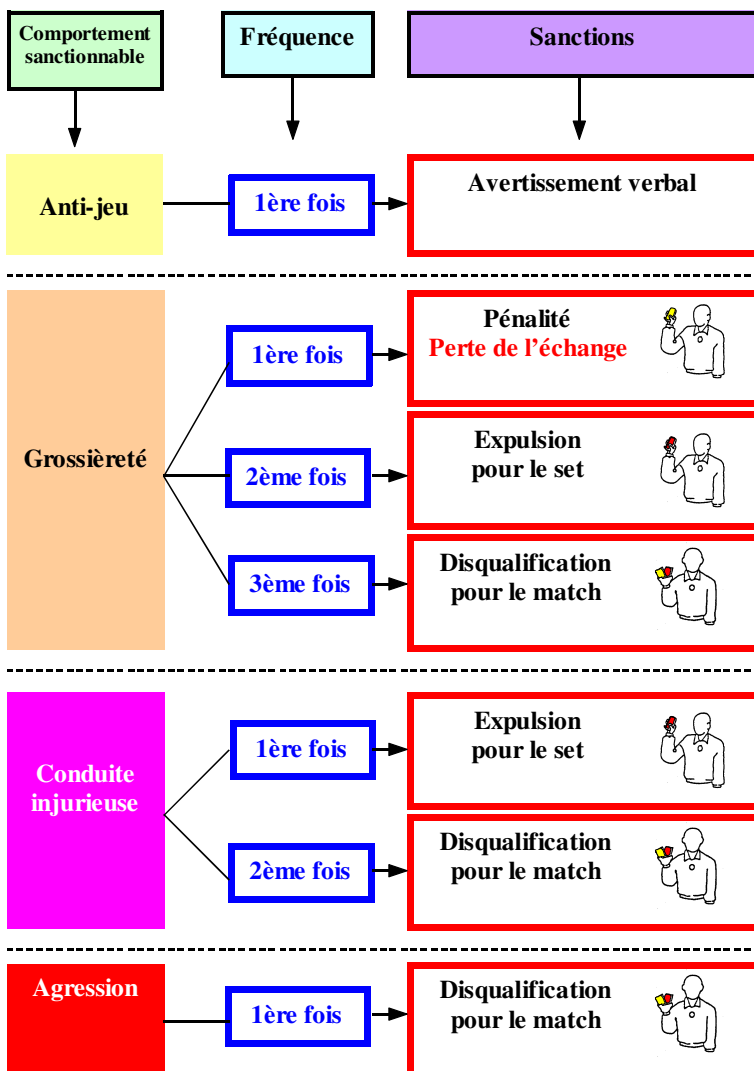 Comportement
sanctionnable
Fréquence
Sanctions
Anti-jeu
1ère fois
Avertissement verbal
Grossièreté
1ère fois
Pénalité
Perte de l’échange
2ème fois
Expulsion
pour le set
3ème fois
Disqualification
pour le match
Conduite
injurieuse
1ère fois
Expulsion
pour le set
2ème fois
Disqualification
pour le match
Agression
1ère fois
Disqualification
pour le match